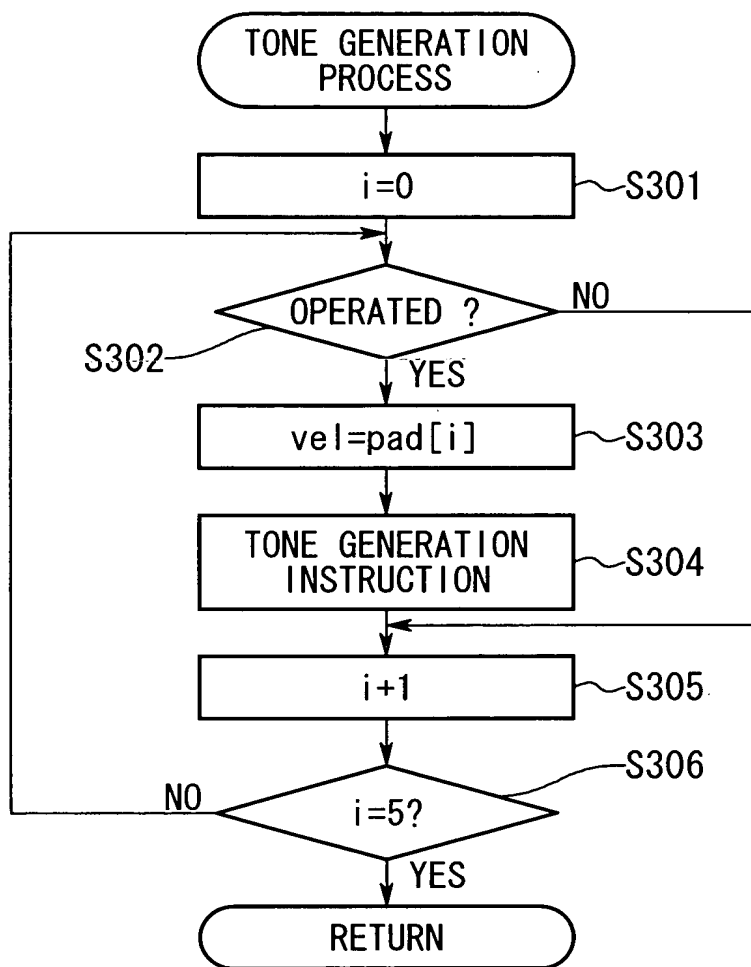 TONE GENERATION
PROCESS
i=0
S301
OPERATED ?
NO
S302
YES
vel=pad[i]
S303
TONE GENERATION
INSTRUCTION
S304
i+1
S305
S306
NO
i=5?
YES
RETURN